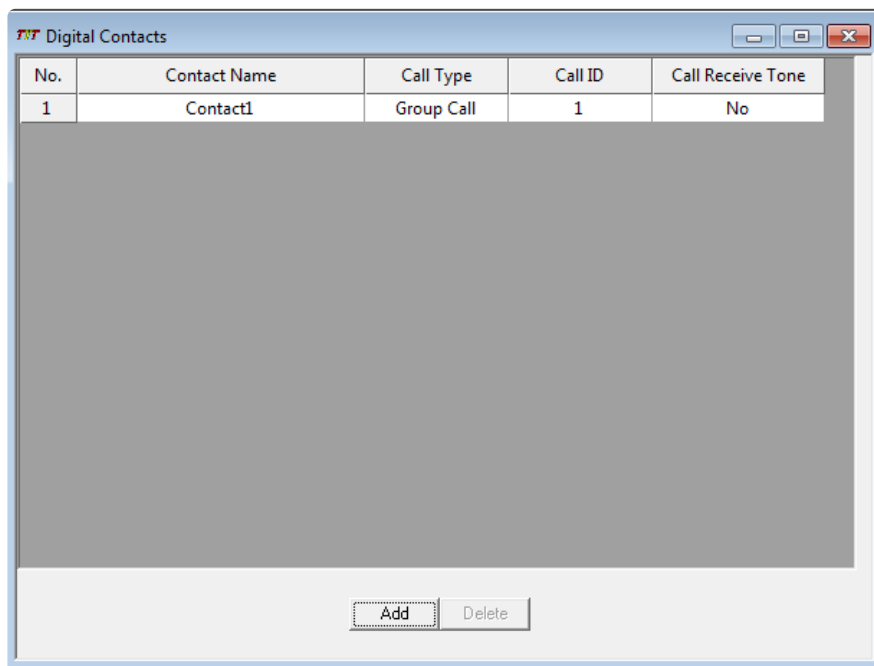 TYT Digital Contacts
No. Contact Name Call Type Call ID Call Receive Tone
1 Contact1 Group Call 1 No
Add Delete